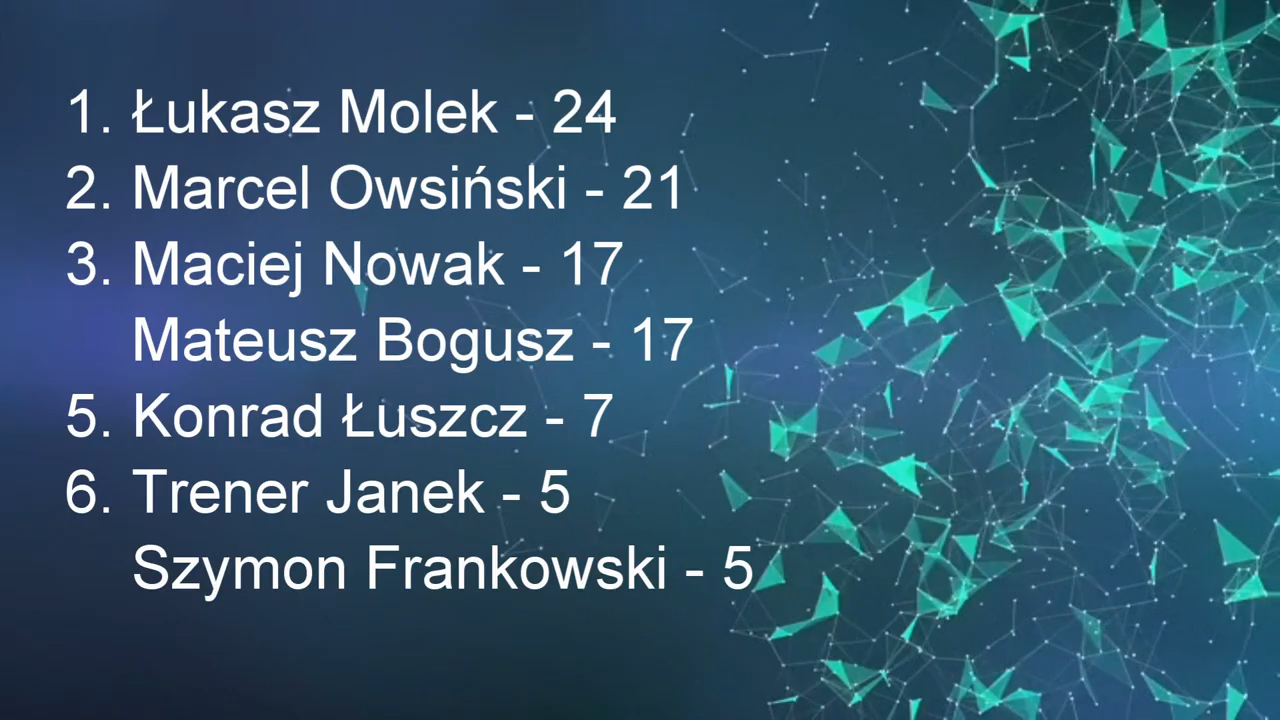 1. Łukasz Molek - 24
2. Marcel Owsiński - 21
3. Maciej Nowak - 17
Mateusz Bogusz - 17
5. Konrad Łuszcz - 7
6. Trener Janek - 5
Szymon Frankowski - 5